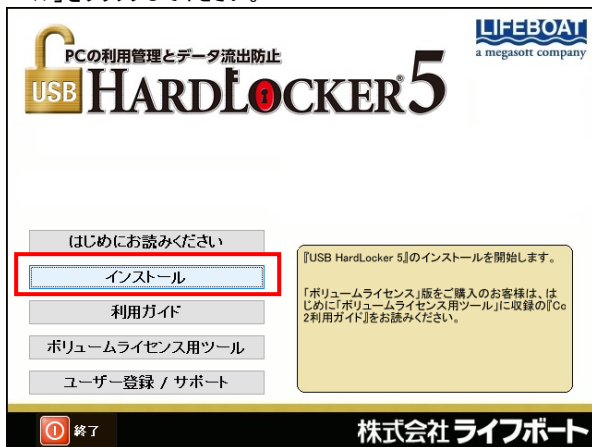 ル」をクリックしてください。
LIFEBOAT
a megasoft company
PCの利用管理とデータ流出防止
USB HARDLOCKER® 5
はじめにお読みください
インストール
利用ガイド
ボリュームライセンス用ツール
ユーザー登録 / サポート
『USB HardLocker 5』のインストールを開始します。
「ボリュームライセンス」版をご購入のお客様は、は
じめに「ボリュームライセンス用ツール」に収録の『Co
2利用ガイド』をお読みください。
終了
株式会社ライフボート